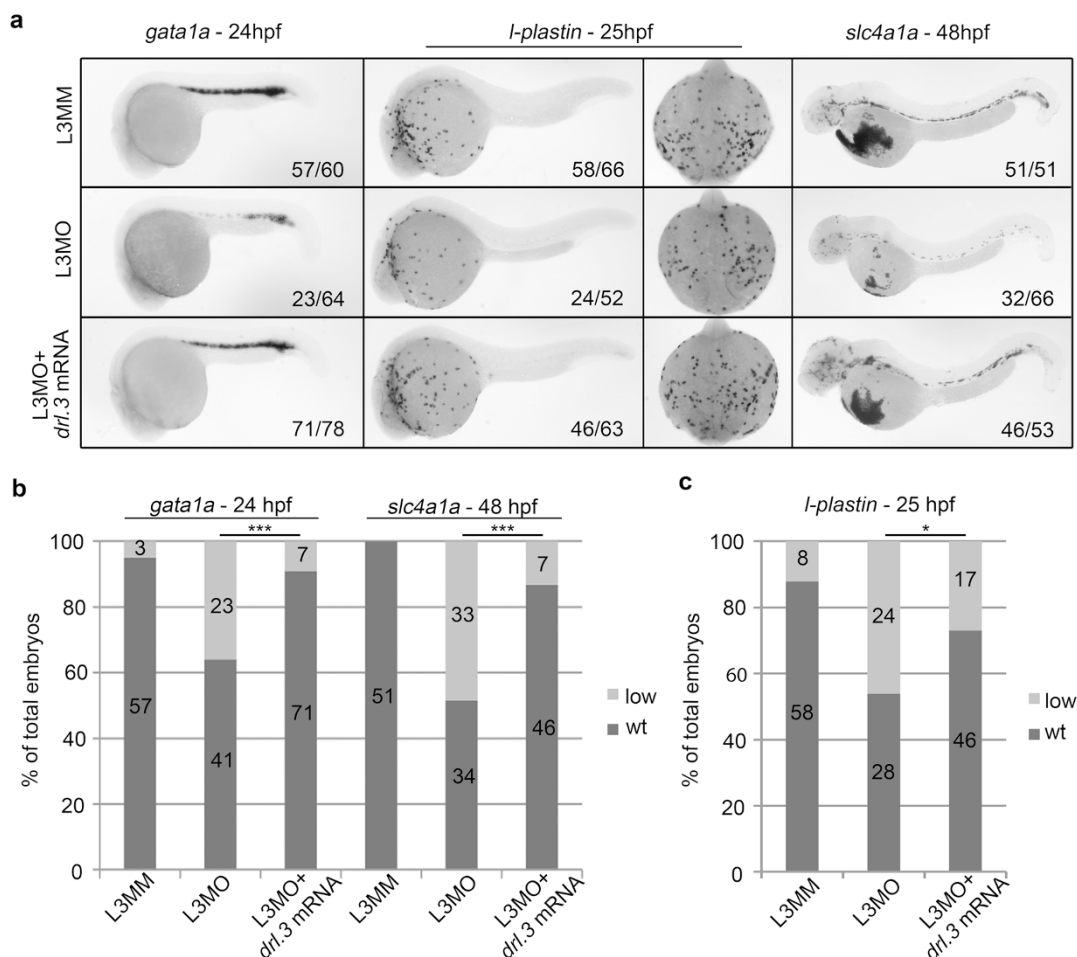 a
gata1a - 24hpf
l-plastin - 25hpf
slc4a1a - 48hpf
L3MM
57/60
58/66
51/51
L3MO
23/64
24/52
32/66
L3MO+
drl.3 mRNA
71/78
46/63
46/53
b
gata1a - 24 hpf
slc4a1a - 48 hpf
***
***
% of total embryos
100
80
60
40
20
0
3
57
23
41
7
71
51
33
34
7
46
low
wt
L3MM
L3MO
L3MO+
drl.3 mRNA
L3MM
L3MO
L3MO+
drl.3 mRNA
c
l-plastin - 25 hpf
*
% of total embryos
100
80
60
40
20
0
8
58
24
28
17
46
low
wt
L3MM
L3MO
L3MO+
drl.3 mRNA